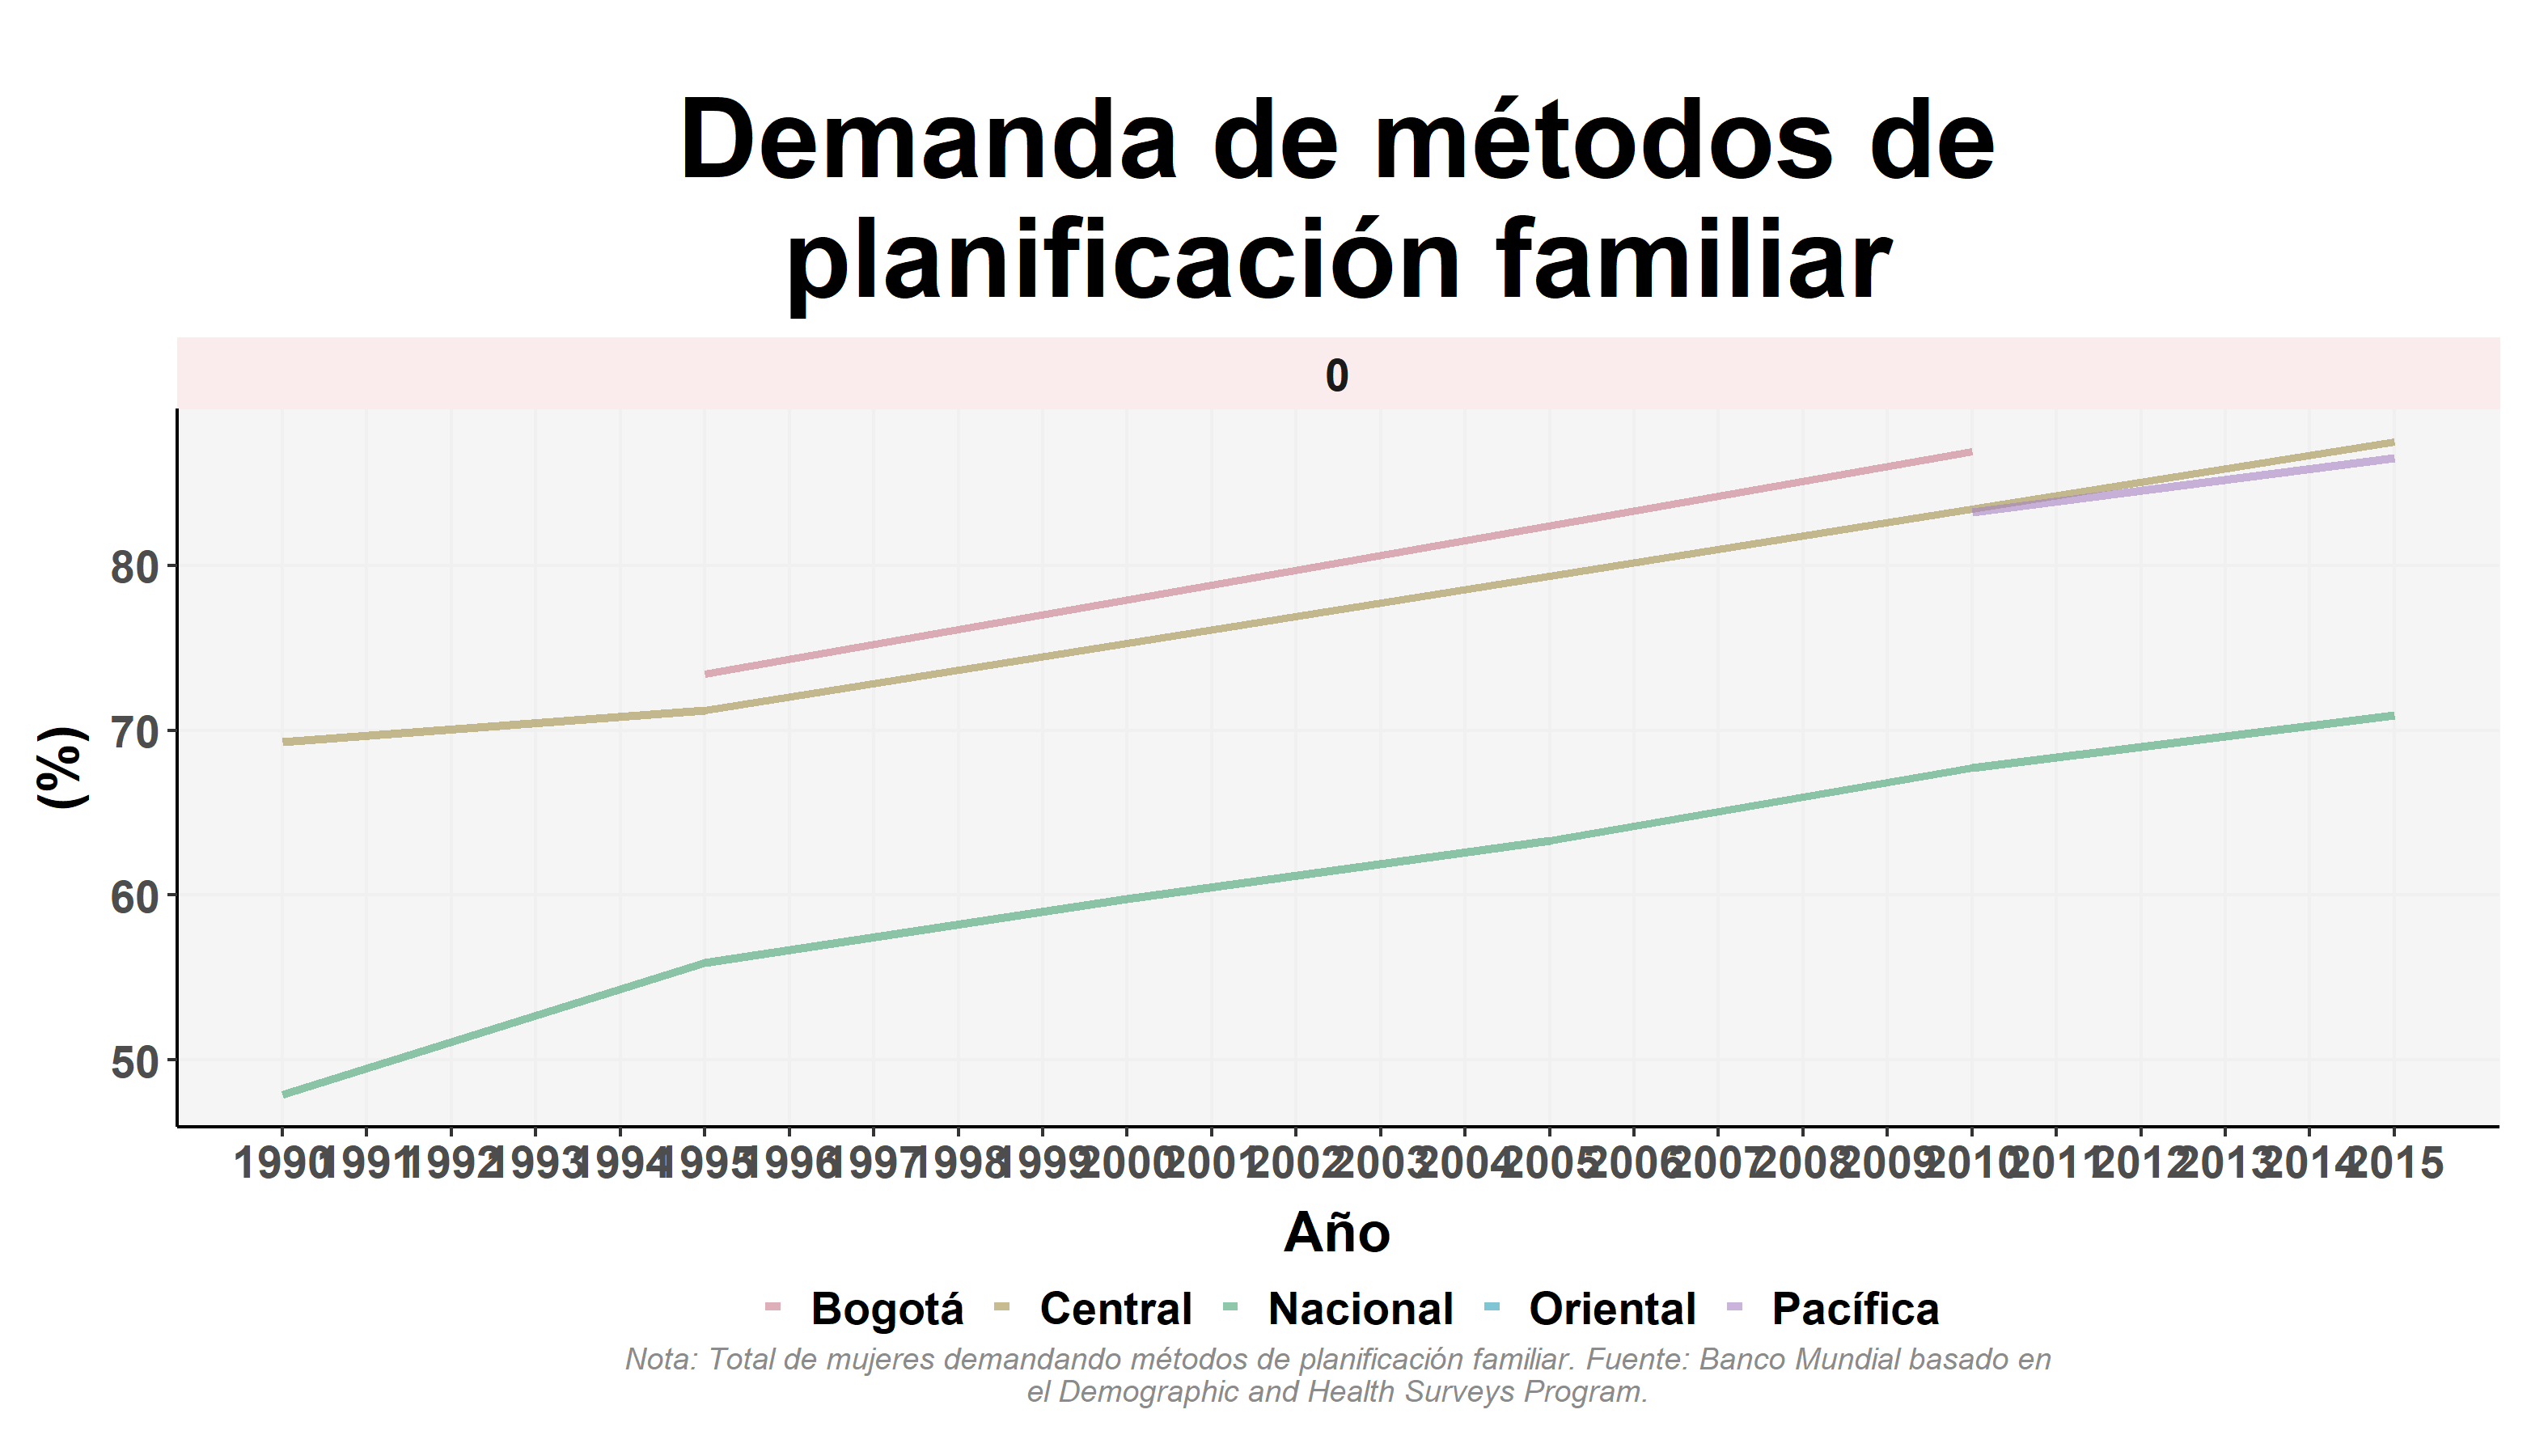 Demanda de métodos de
planificación familiar
0
80
70
60
50
(%)
1990 1991 1992 1993 1994 1995 1996 1997 1998 1999 2000 2001 2002 2003 2004 2005 2006 2007 2008 2009 2010 2011 2012 2013 2014 2015
Año
Bogotá Central Nacional Oriental Pacífica
Nota: Total de mujeres demandando métodos de planificación familiar. Fuente: Banco Mundial basado en
el Demographic and Health Surveys Program.